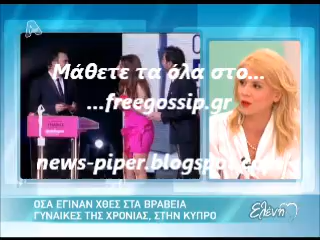 Μάθετε τα όλα στο...
...freegossip.gr
news-piper.blogspot.com
ΟΣΑ ΕΓΙΝΑΝ ΧΘΕΣ ΣΤΑ ΒΡΑΒΕΙΑ
ΓΥΝΑΙΚΕΣ ΤΗΣ ΧΡΟΝΙΑΣ, ΣΤΗΝ ΚΥΠΡΟ
Ελένη